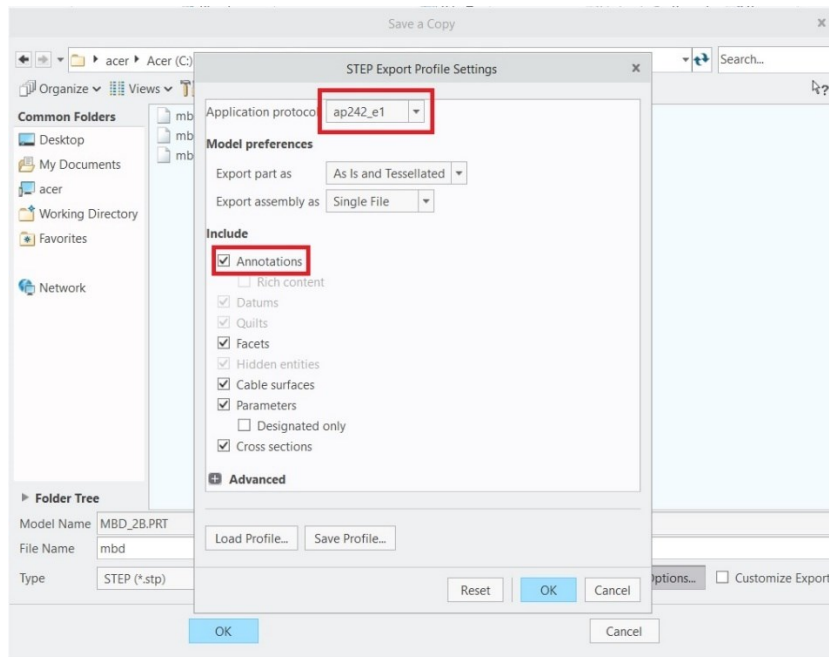 Save a Copy
acer Acer (C:)
Search...
Organize Views
STEP Export Profile Settings
Common Folders
Desktop
My Documents
acer
Working Directory
Favorites
Network
mb
mb
mb
Application protocol ap242_e1
Model preferences
Export part as As Is and Tessellated
Export assembly as Single File
Include
Annotations
Rich content
Datums
Quilts
Facets
Hidden entities
Cable surfaces
Parameters
Designated only
Cross sections
Advanced
Load Profile... Save Profile...
Reset OK Cancel
Folder Tree
Model Name MBD_2B.PRT
File Name mbd
Type STEP (*.stp)
ptions... Customize Export
OK Cancel